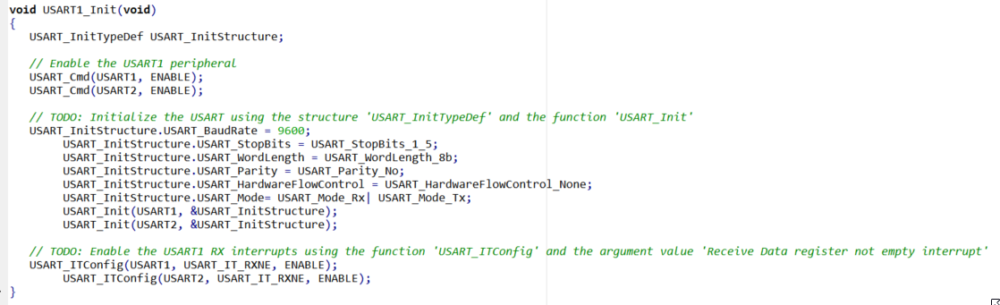 void USART1_Init(void)
{
USART_InitTypeDef USART_InitStructure;
// Enable the USART1 peripheral
USART_Cmd(USART1, ENABLE);
USART_Cmd(USART2, ENABLE);
// TODO: Initialize the USART using the structure 'USART_InitTypeDef' and the function 'USART_Init'
USART_InitStructure.USART_BaudRate = 9600;
USART_InitStructure.USART_StopBits = USART_StopBits_1_5;
USART_InitStructure.USART_WordLength = USART_WordLength_8b;
USART_InitStructure.USART_Parity = USART_Parity_No;
USART_InitStructure.USART_HardwareFlowControl = USART_HardwareFlowControl_None;
USART_InitStructure.USART_Mode= USART_Mode_Rx| USART_Mode_Tx;
USART_Init(USART1, &USART_InitStructure);
USART_Init(USART2, &USART_InitStructure);
// TODO: Enable the USART1 RX interrupts using the function 'USART_ITConfig' and the argument value 'Receive Data register not empty interrupt'
USART_ITConfig(USART1, USART_IT_RXNE, ENABLE);
USART_ITConfig(USART2, USART_IT_RXNE, ENABLE);
}